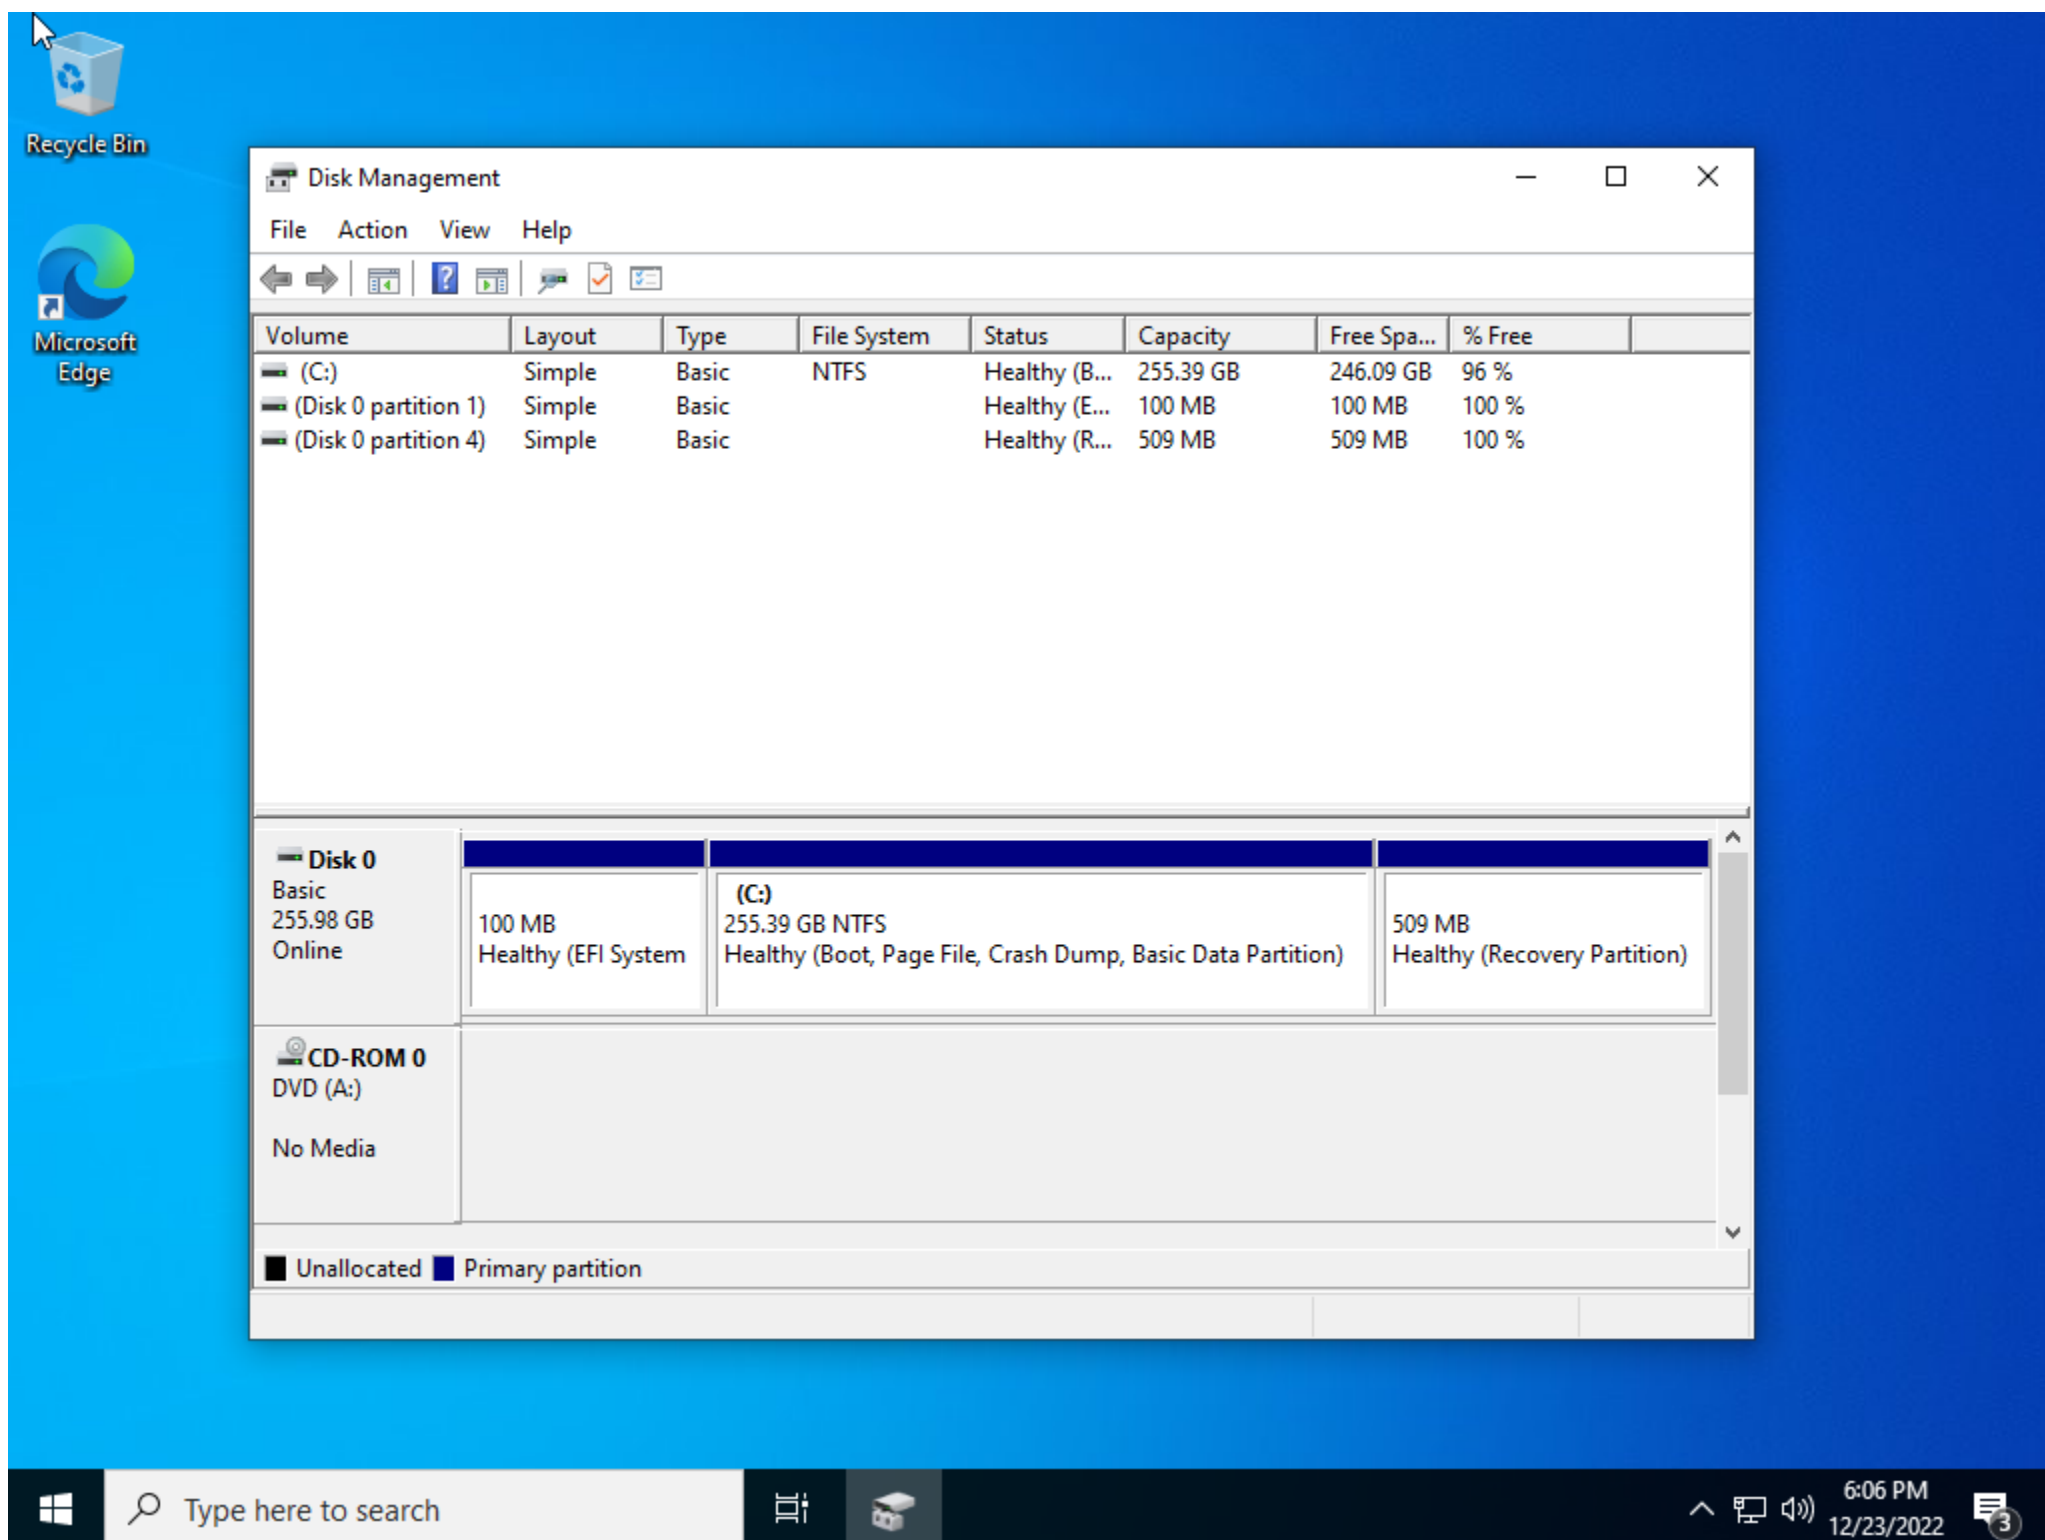 Recycle Bin
Microsoft
Edge
Disk Management
File Action View Help
Volume Layout Type File System Status Capacity Free Spa... % Free
(C:) Simple Basic NTFS Healthy (B... 255.39 GB 246.09 GB 96 %
(Disk 0 partition 1) Simple Basic Healthy (E... 100 MB 100 MB 100 %
(Disk 0 partition 4) Simple Basic Healthy (R... 509 MB 509 MB 100 %
Disk 0
Basic
255.98 GB
Online
100 MB
Healthy (EFI System
(C:)
255.39 GB NTFS
Healthy (Boot, Page File, Crash Dump, Basic Data Partition)
509 MB
Healthy (Recovery Partition)
CD-ROM 0
DVD (A:)
No Media
Unallocated Primary partition
Type here to search
6:06 PM
12/23/2022
3